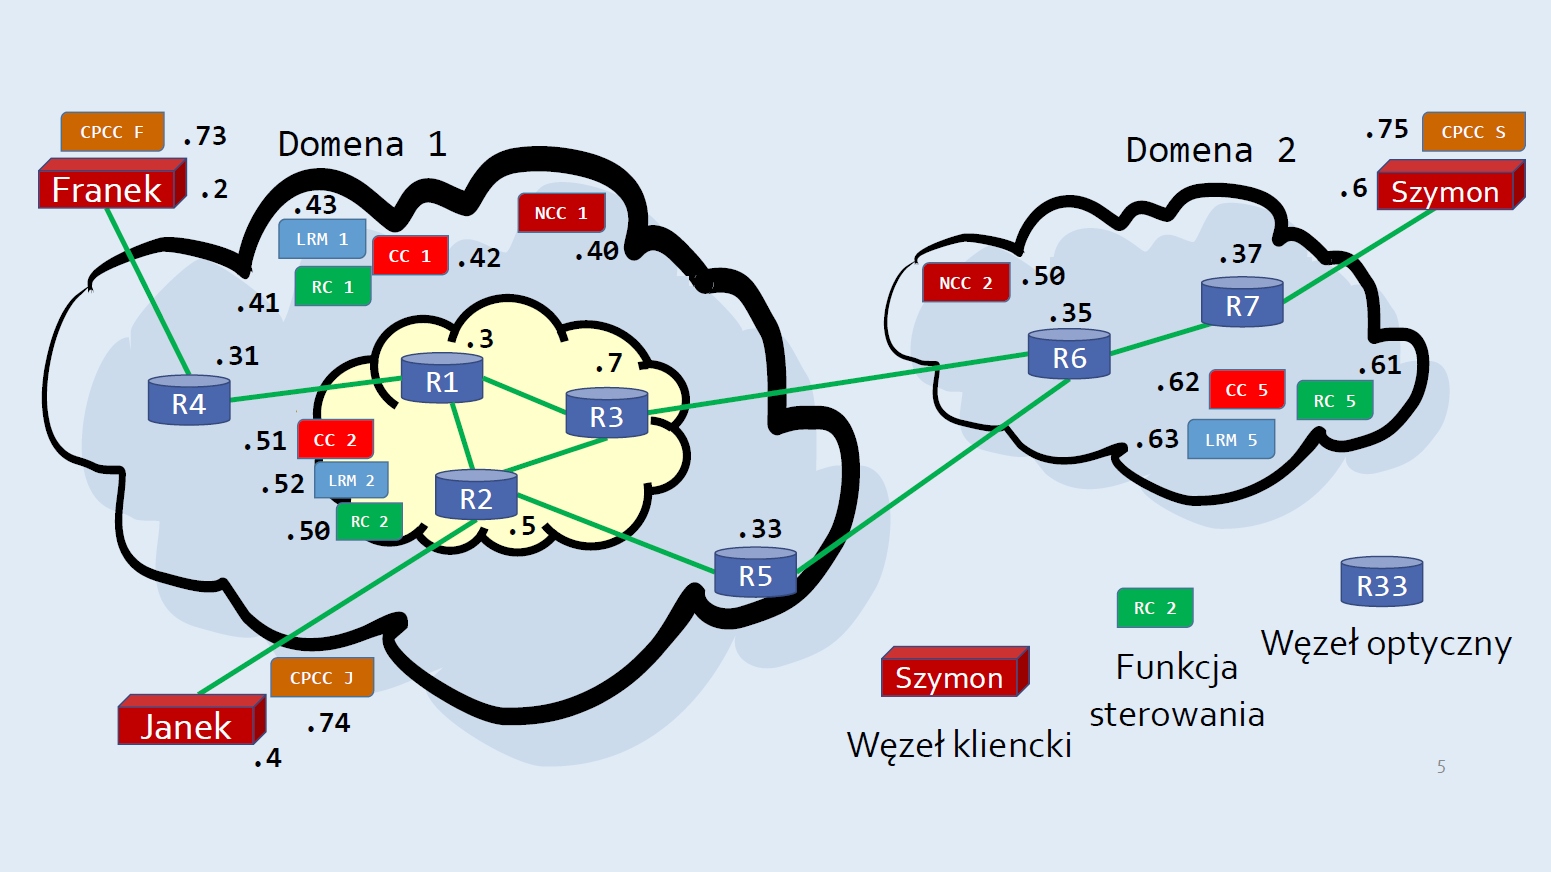 CPCC F
.73
Franek
.2
Domena 1
.43
LRM 1
CC 1
.42
RC 1
.41
NCC 1
.40
.31
R4
.3
R1
.7
R3
.51
CC 2
.52
LRM 2
.50
RC 2
R2
.5
.33
R5
CPCC J
.74
Janek
.4
Domena 2
.75
CPCC S
.6
Szymon
NCC 2
.50
.35
R6
.37
R7
.62
CC 5
.61
RC 5
.63
LRM 5
Szymon
Węzeł kliencki
RC 2
Funkcja
sterowania
R33
Węzeł optyczny
5